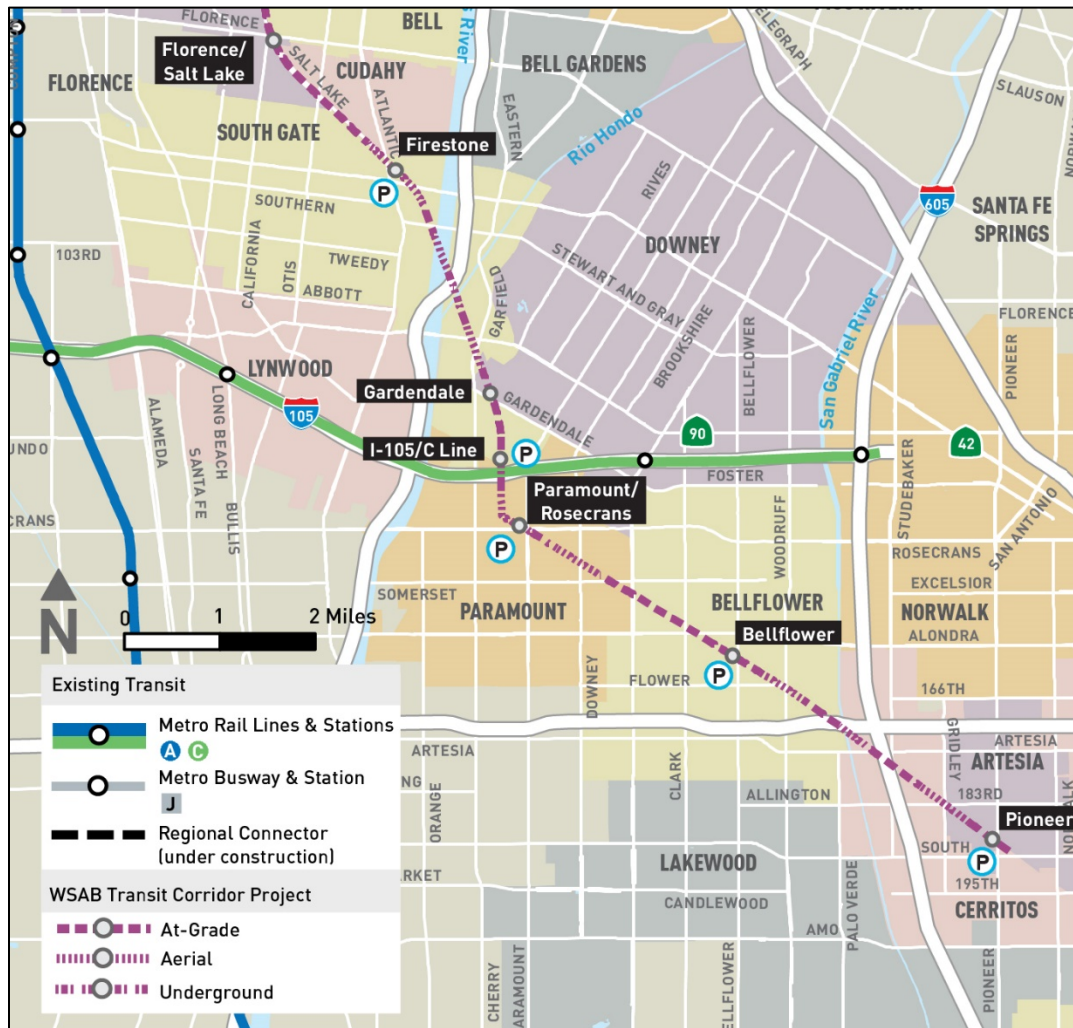 FLORENCE
BELL
River
TELEGRAPH
Florence/
Salt Lake
SALT LAKE
CUDAHY
BELL GARDENS
SLAUSON
FLORENCE
ATLANTIC
EASTERN
Rio Hondo
SOUTH GATE
Firestone
P
RIVES
605
SANTA FE
SPRINGS
SOUTHERN
CALIFORNIA
OTIS
TWEEDY
DOWNEY
103RD
ABBOTT
GARFIELD
STEWART AND GRAY
BROOKSHIRE
BELLFLOWER
San Gabriel River
FLORENCE
PIONEER
LYNWOOD
105
Gardendale
GARDENDALE
90
42
ALAMEDA
LONG BEACH
SANTA FE
BULLIS
I-105/C Line
P
FOSTER
STUDEBAKER
SAN ANTONIO
UNDO
CRANS
Paramount/
Rosecrans
P
WOODRUFF
ROSECRANS
EXCELSIOR
N
0 1 2 Miles
SOMERSET
PARAMOUNT
BELLFLOWER
NORWALK
ALONDRA
Bellflower
P
DOWNEY
FLOWER
166TH
Existing Transit
Metro Rail Lines & Stations
A C
Metro Busway & Station
J
Regional Connector
(under construction)
WSAB Transit Corridor Project
At-Grade
Aerial
Underground
ARTESIA
NG
ORANGE
CLARK
ALLINGTON
GRIDLEY
ARTESIA
ARTESIA
183RD
Pioneer
P
SOUTH
195TH
CERRITOS
ARKET
LAKEWOOD
CANDLEWOOD
PALO VERDE
AMO
CHERRY
ARAMOUNT
ELLFLOWER
PIONEER